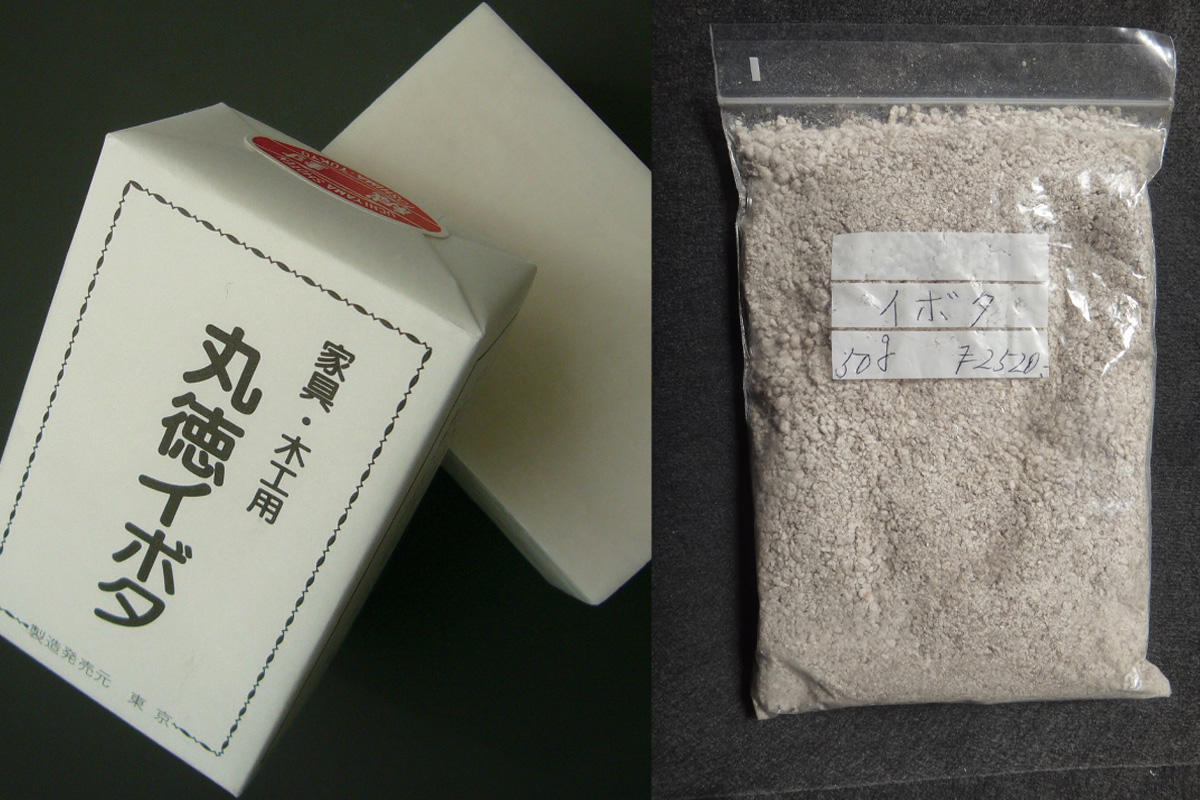 家具・木工用
丸徳イボタ
製造発売元 東京
イボタ
50g ¥2520.